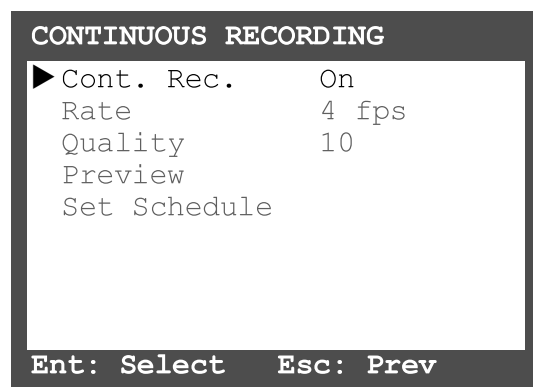 CONTINUOUS RECORDING
Cont. Rec. On
Rate 4 fps
Quality 10
Preview
Set Schedule
Ent: Select Esc: Prev